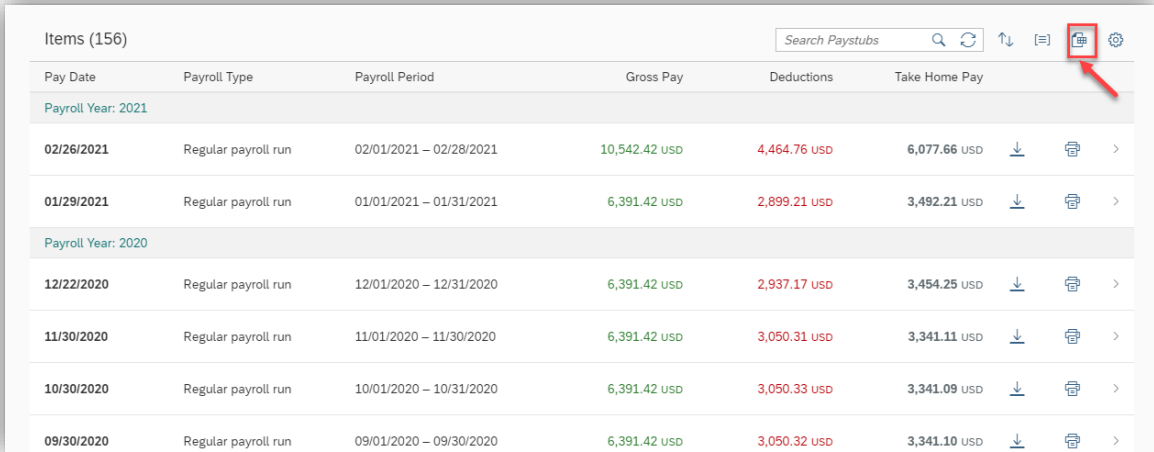 Items (156)
Search Paystubs
Pay Date Payroll Type Payroll Period Gross Pay Deductions Take Home Pay
Payroll Year: 2021
02/26/2021 Regular payroll run 02/01/2021 – 02/28/2021 10,542.42 USD 4,464.76 USD 6,077.66 USD
01/29/2021 Regular payroll run 01/01/2021 – 01/31/2021 6,391.42 USD 2,899.21 USD 3,492.21 USD
Payroll Year: 2020
12/22/2020 Regular payroll run 12/01/2020 – 12/31/2020 6,391.42 USD 2,937.17 USD 3,454.25 USD
11/30/2020 Regular payroll run 11/01/2020 – 11/30/2020 6,391.42 USD 3,050.31 USD 3,341.11 USD
10/30/2020 Regular payroll run 10/01/2020 – 10/31/2020 6,391.42 USD 3,050.33 USD 3,341.09 USD
09/30/2020 Regular payroll run 09/01/2020 – 09/30/2020 6,391.42 USD 3,050.32 USD 3,341.10 USD